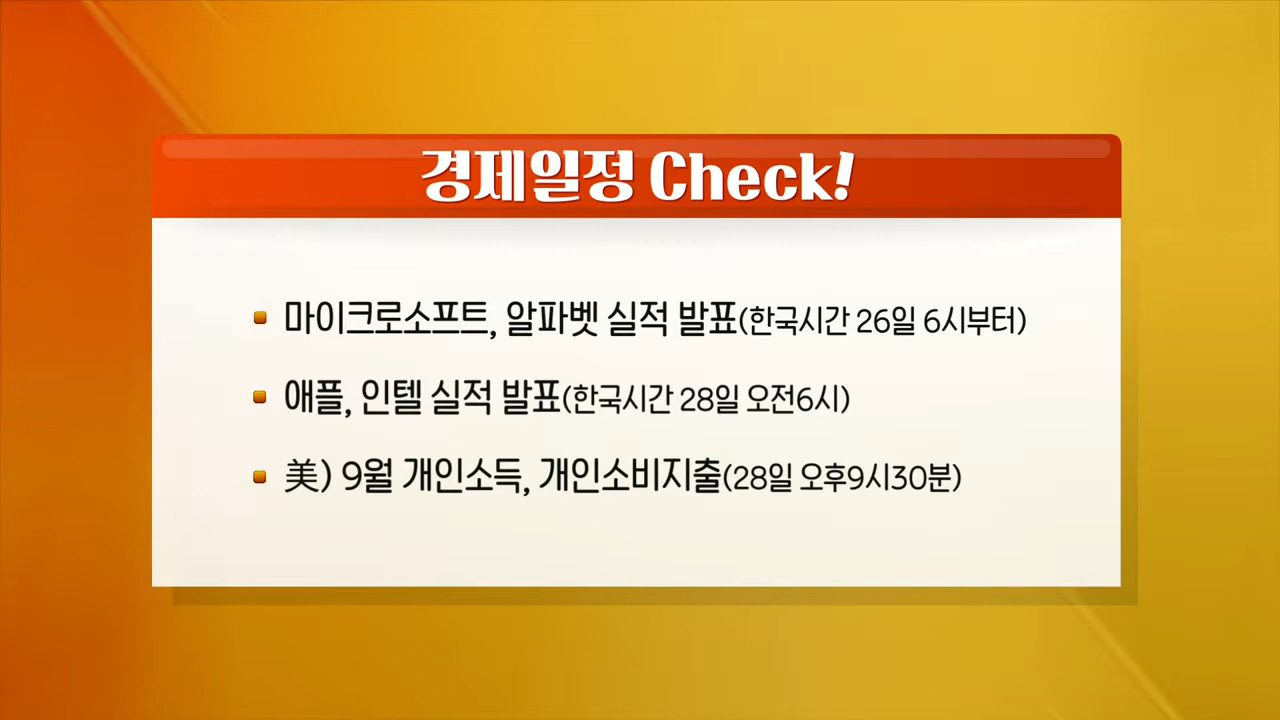 경제일정 Check!
마이크로소프트, 알파벳 실적 발표(한국시간 26일 6시부터)
애플, 인텔 실적 발표(한국시간 28일 오전6시)
美) 9월 개인소득, 개인소비지출(28일 오후9시30분)